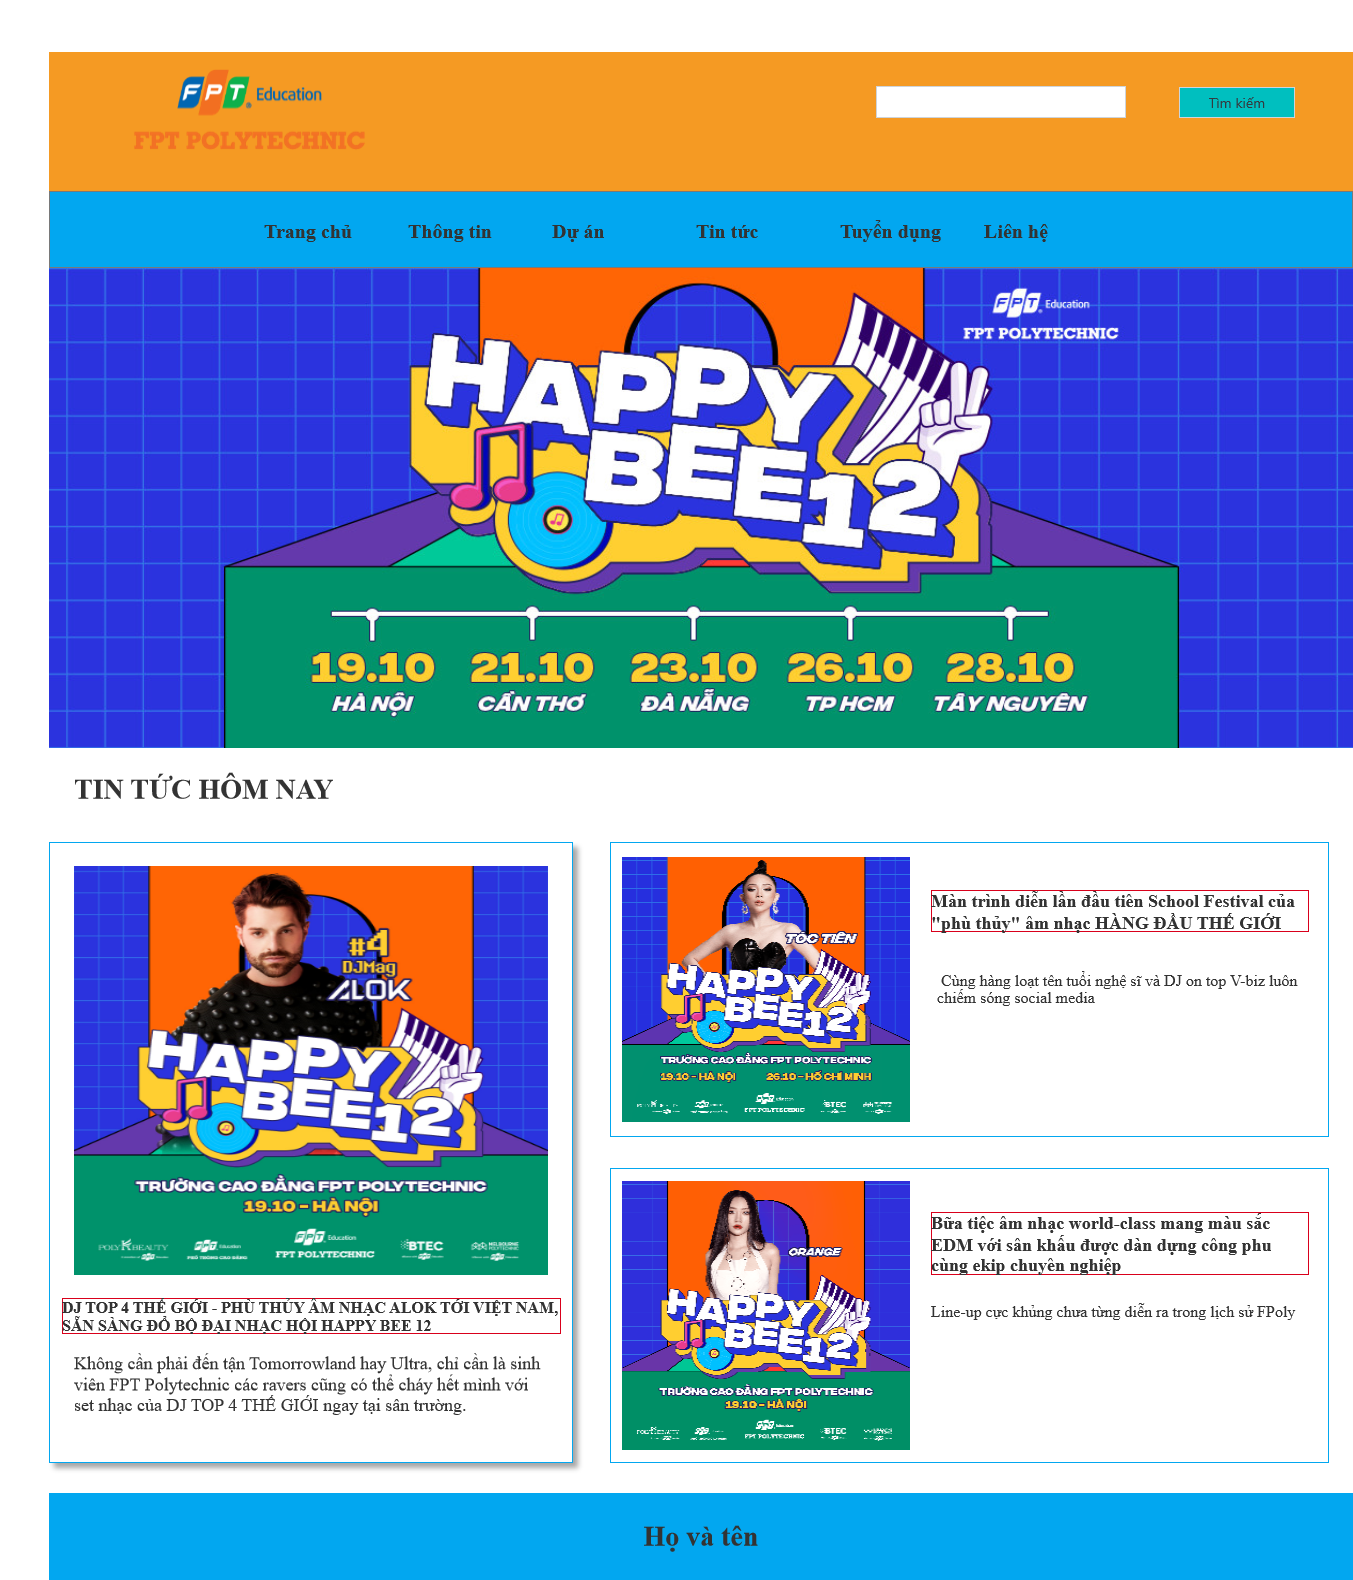 FPT. Education
FPT POLYTECHNIC
Tìm kiếm
Trang chủ
Thông tin
Dự án
Tin tức
Tuyển dụng
Liên hệ
FPT. Education
FPT POLYTECHNIC
HAPPY
BEE 12
19.10
21.10
23.10
26.10
28.10
HÀ NỘI
CẦN THƠ
ĐÀ NẴNG
TP HCM
TÂY NGUYÊN
TIN TỨC HÔM NAY
#4
DJMag
ALOK
HAPPY
BEE 12
TRƯỜNG CAO ĐẲNG FPT POLYTECHNIC
19.10 - HÀ NỘI
POLYKBEAUTY
FPT. Education
FPT POLYTECHNIC
BTEC
DJ TOP 4 THẾ GIỚI - PHÙ THỦY ÂM NHẠC ALOK TỚI VIỆT NAM,
SẴN SÀNG ĐỔ BỘ ĐẠI NHẠC HỘI HAPPY BEE 12
Không cần phải đến tận Tomorrowland hay Ultra, chỉ cần là sinh
viên FPT Polytechnic các ravers cũng có thể cháy hết mình với
set nhạc của DJ TOP 4 THẾ GIỚI ngay tại sân trường.
TÓC TIÊN
HAPPY
BEE 12
TRƯỜNG CAO ĐẲNG FPT POLYTECHNIC
19.10 - HÀ NỘI
26.10 - HỒ CHÍ MINH
FPT POLYTECHNIC
BTEC
Màn trình diễn lần đầu tiên School Festival của
"phù thủy" âm nhạc HÀNG ĐẦU THẾ GIỚI
Cùng hàng loạt tên tuổi nghệ sĩ và DJ on top V-biz luôn
chiếm sóng social media
ORANGE
HAPPY
BEE 12
TRƯỜNG CAO ĐẲNG FPT POLYTECHNIC
19.10 - HÀ NỘI
FPT POLYTECHNIC
BTEC
Bữa tiệc âm nhạc world-class mang màu sắc
EDM với sân khấu được dàn dựng công phu
cùng ekip chuyên nghiệp
Line-up cực khủng chưa từng diễn ra trong lịch sử FPoly
Họ và tên